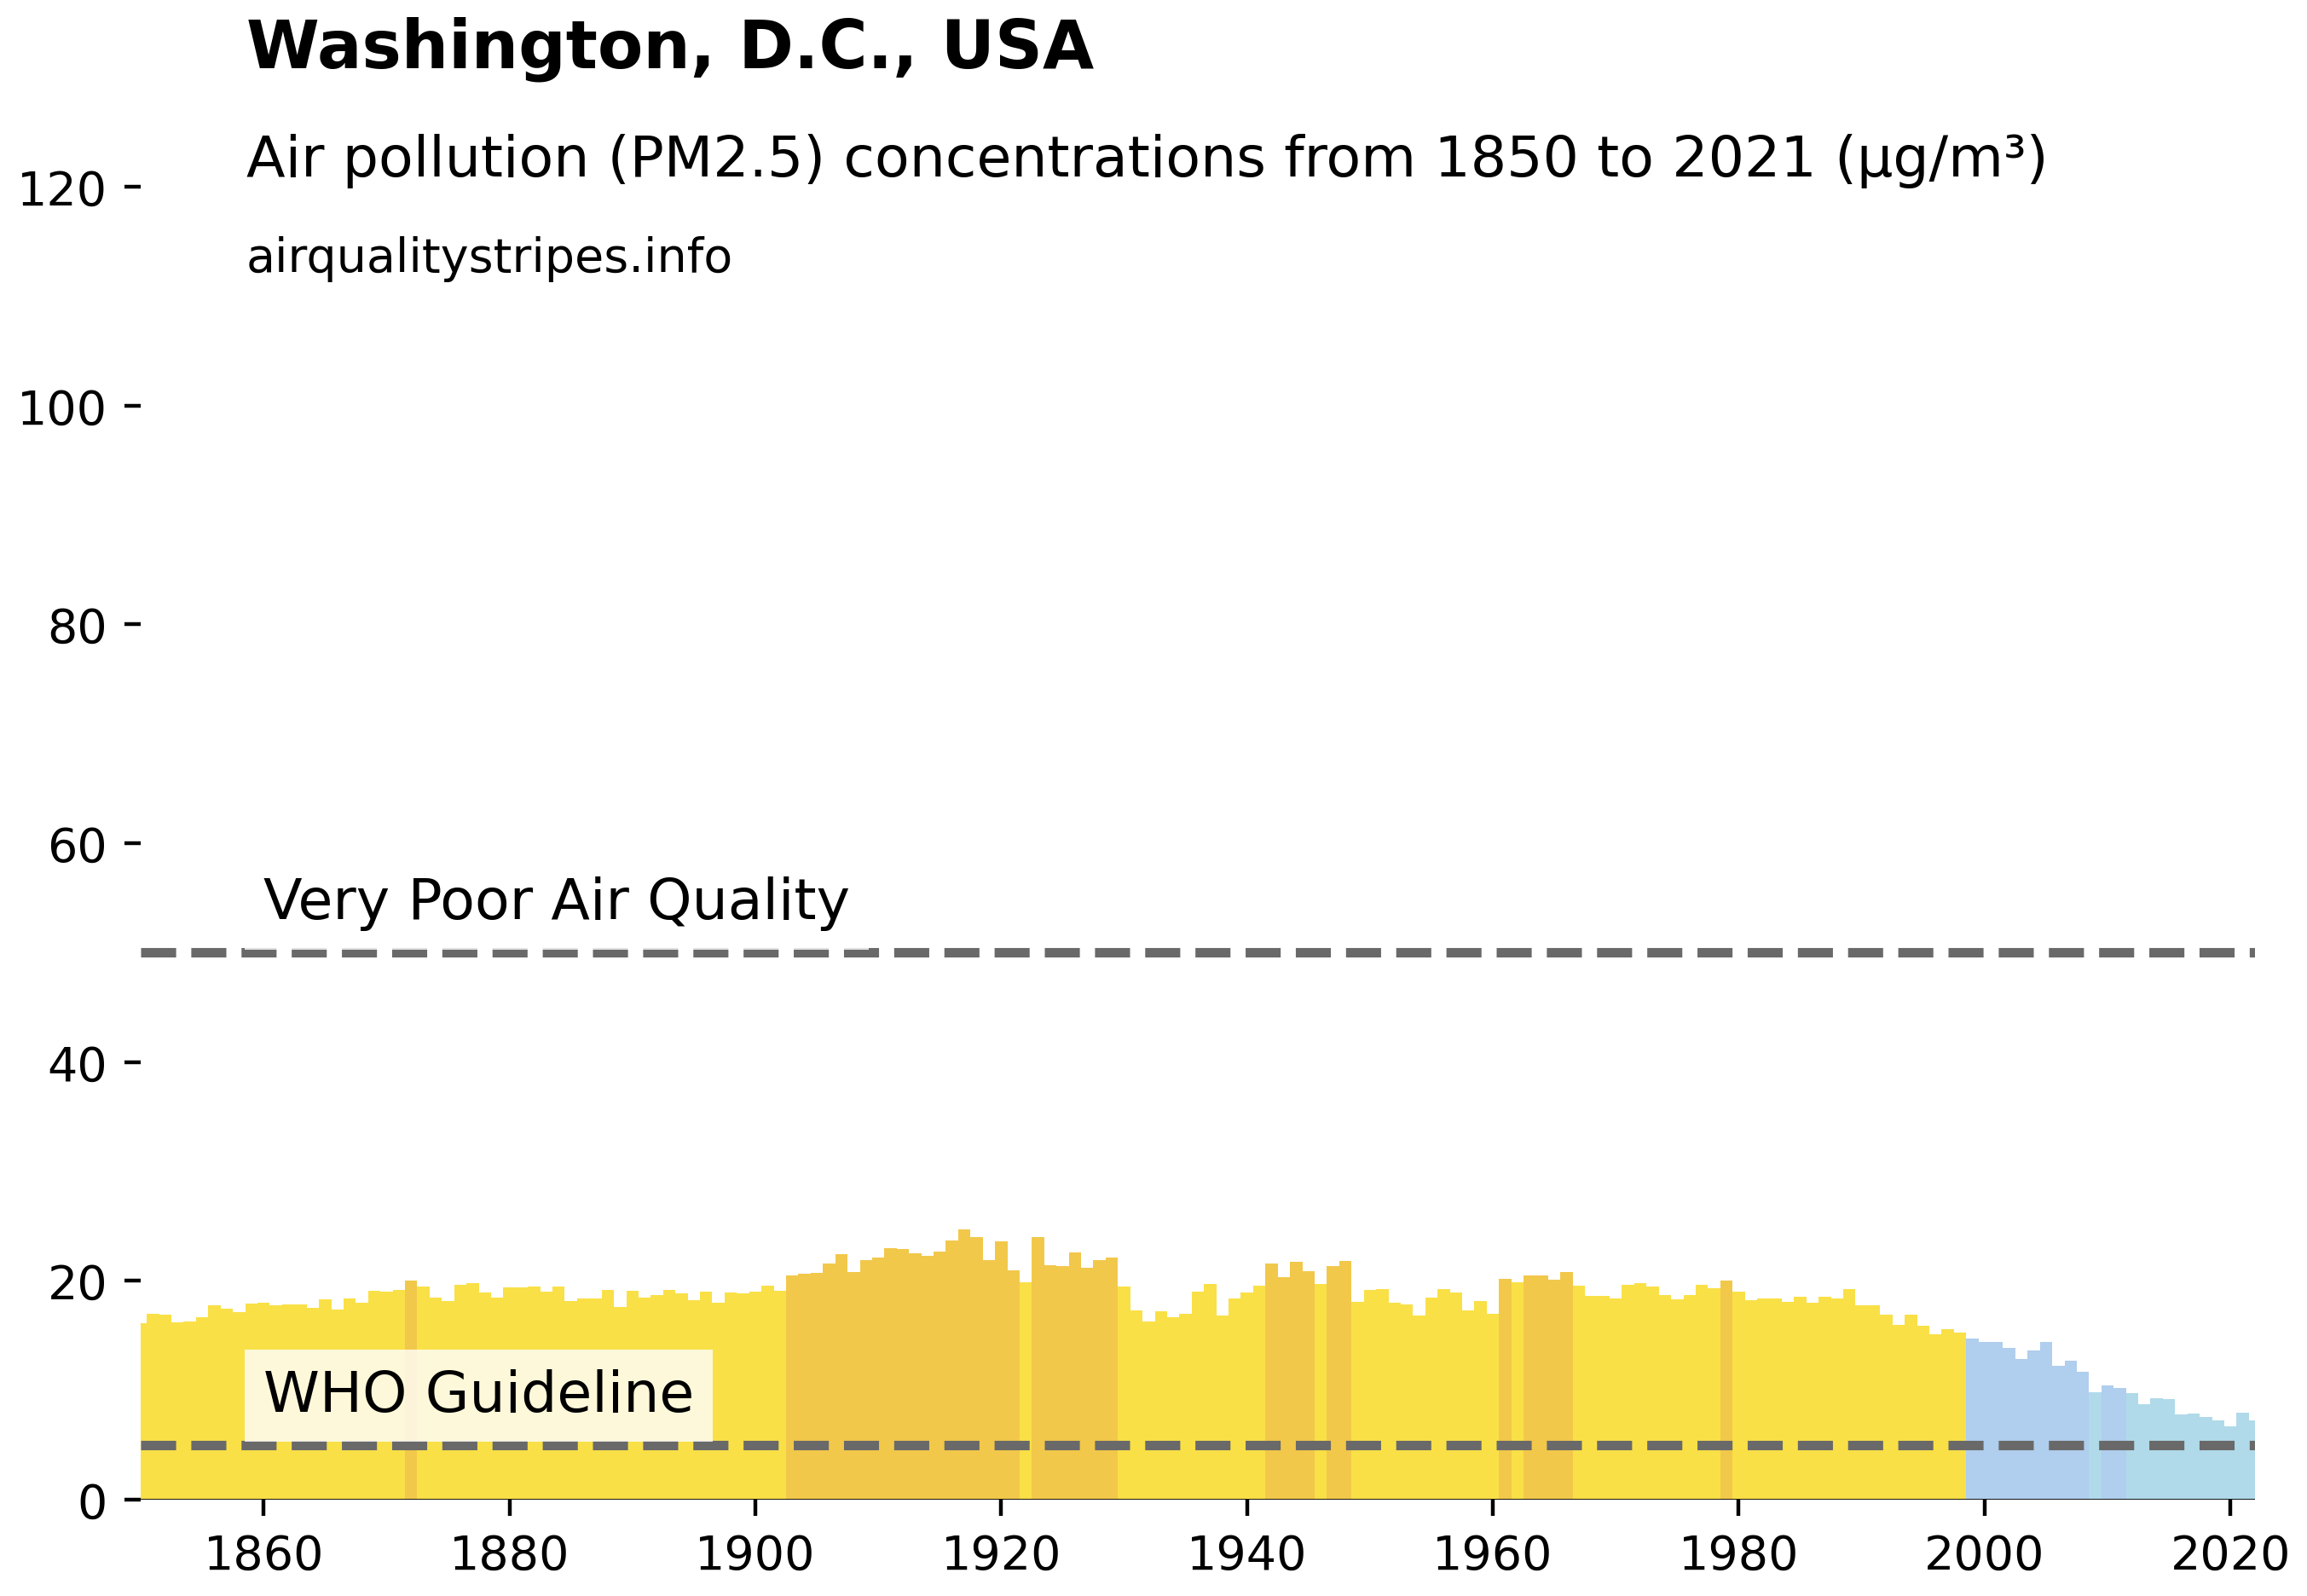 Washington, D.C., USA
Air pollution (PM2.5) concentrations from 1850 to 2021 (µg/m³)
airqualitystripes.info
120
100
80
60
Very Poor Air Quality
40
20
WHO Guideline
0
1860 1880 1900 1920 1940 1960 1980 2000 2020